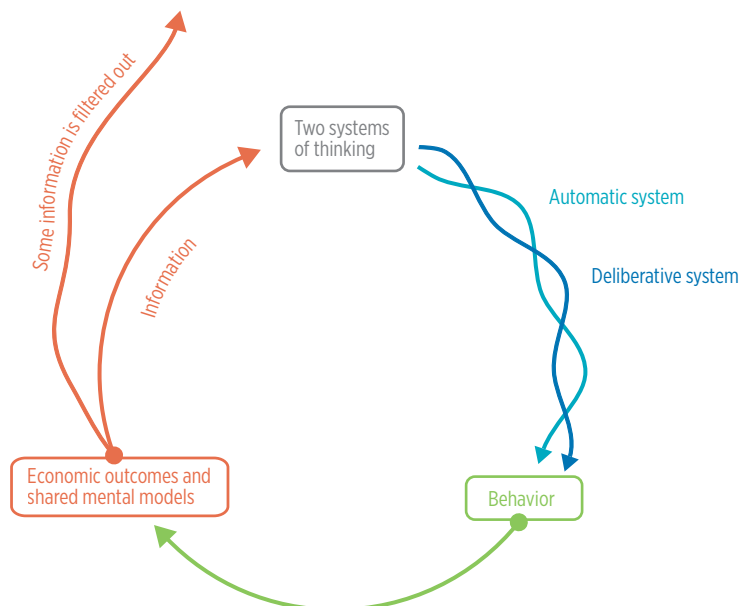 Some information is filtered out
Two systems
of thinking
Automatic system
Information
Deliberative system
Economic outcomes and
shared mental models
Behavior